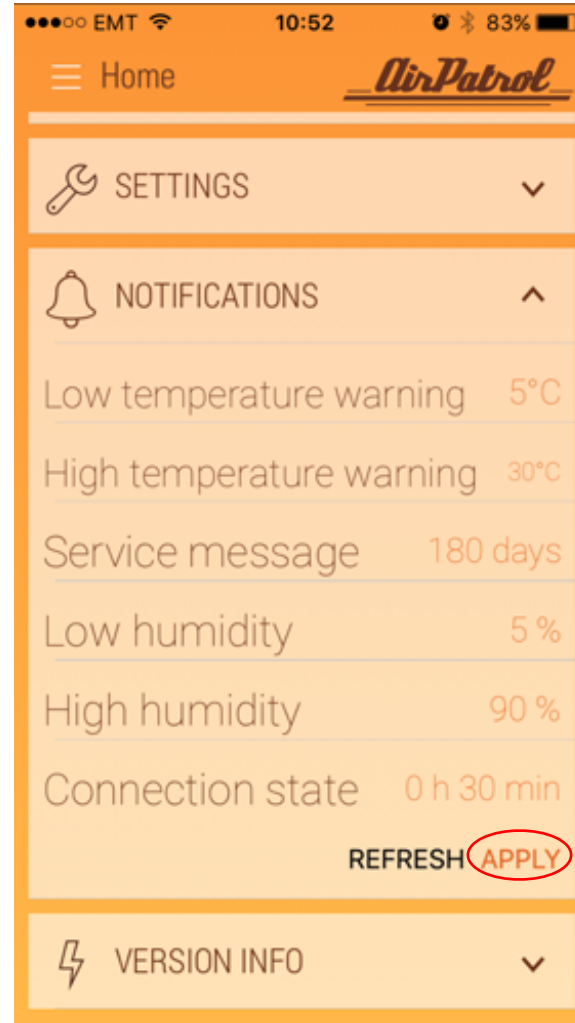 EMT 10:52 83%
Home AirPatrol
SETTINGS
NOTIFICATIONS
Low temperature warning 5°C
High temperature warning 30°C
Service message 180 days
Low humidity 5 %
High humidity 90 %
Connection state 0 h 30 min
REFRESH APPLY
VERSION INFO